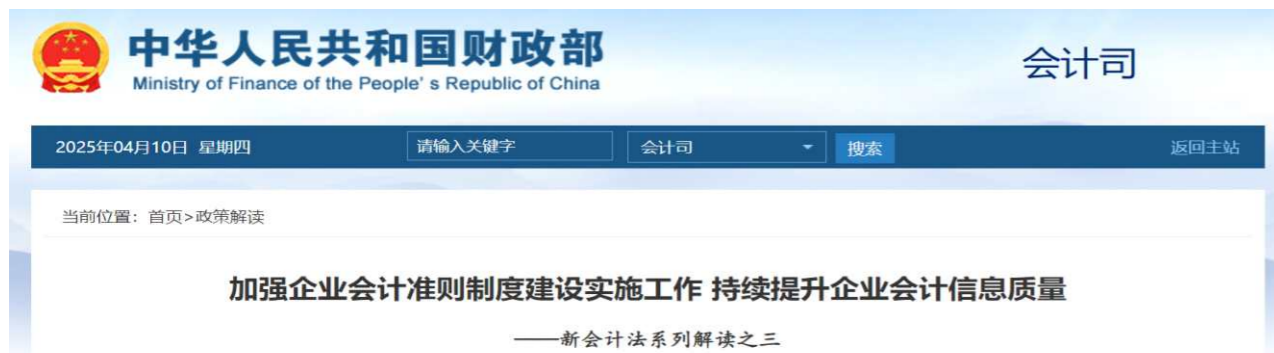 中华人民共和国财政部
Ministry of Finance of the People' s Republic of China
会计司
2025年04月10日 星期四
请输入关键字
会计司
搜索
返回主站
当前位置：首页>政策解读
加强企业会计准则制度建设实施工作 持续提升企业会计信息质量
——新会计法系列解读之三